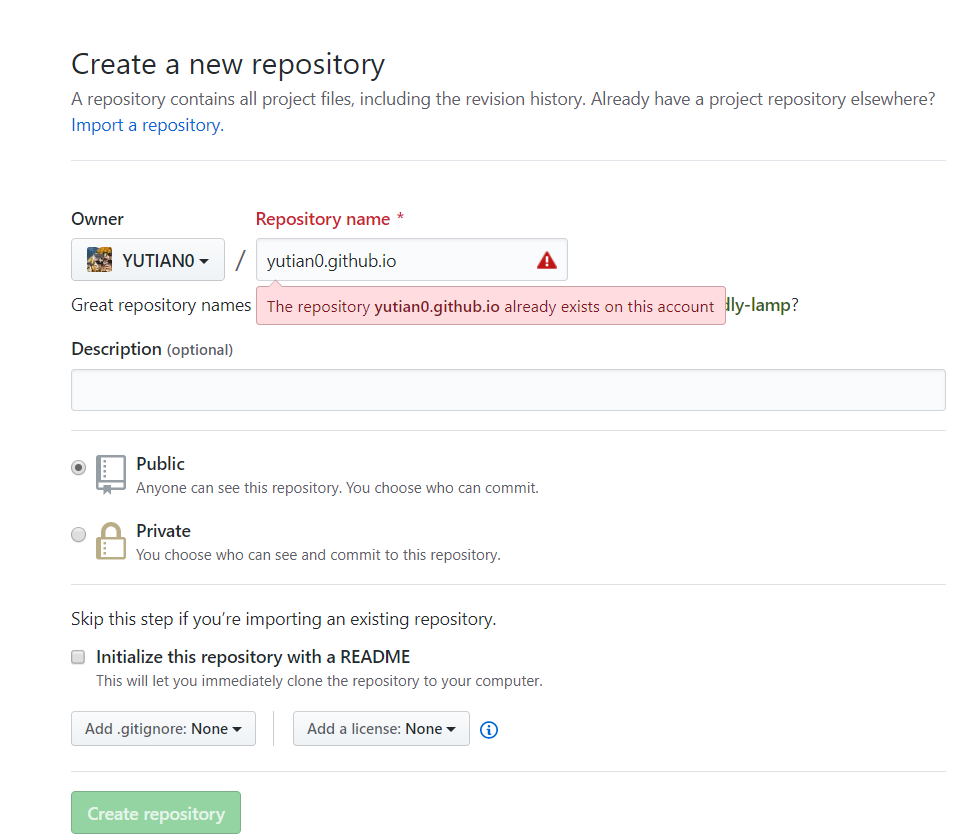 Create a new repository
A repository contains all project files, including the revision history. Already have a project repository elsewhere?
Import a repository.
Owner
Repository name *
YUTIAN0
/
yutian0.github.io
Great repository names
dly-lamp?
The repository yutian0.github.io already exists on this account
Description (optional)
Public
Anyone can see this repository. You choose who can commit.
Private
You choose who can see and commit to this repository.
Skip this step if you’re importing an existing repository.
Initialize this repository with a README
This will let you immediately clone the repository to your computer.
Add .gitignore: None
Add a license: None
Create repository